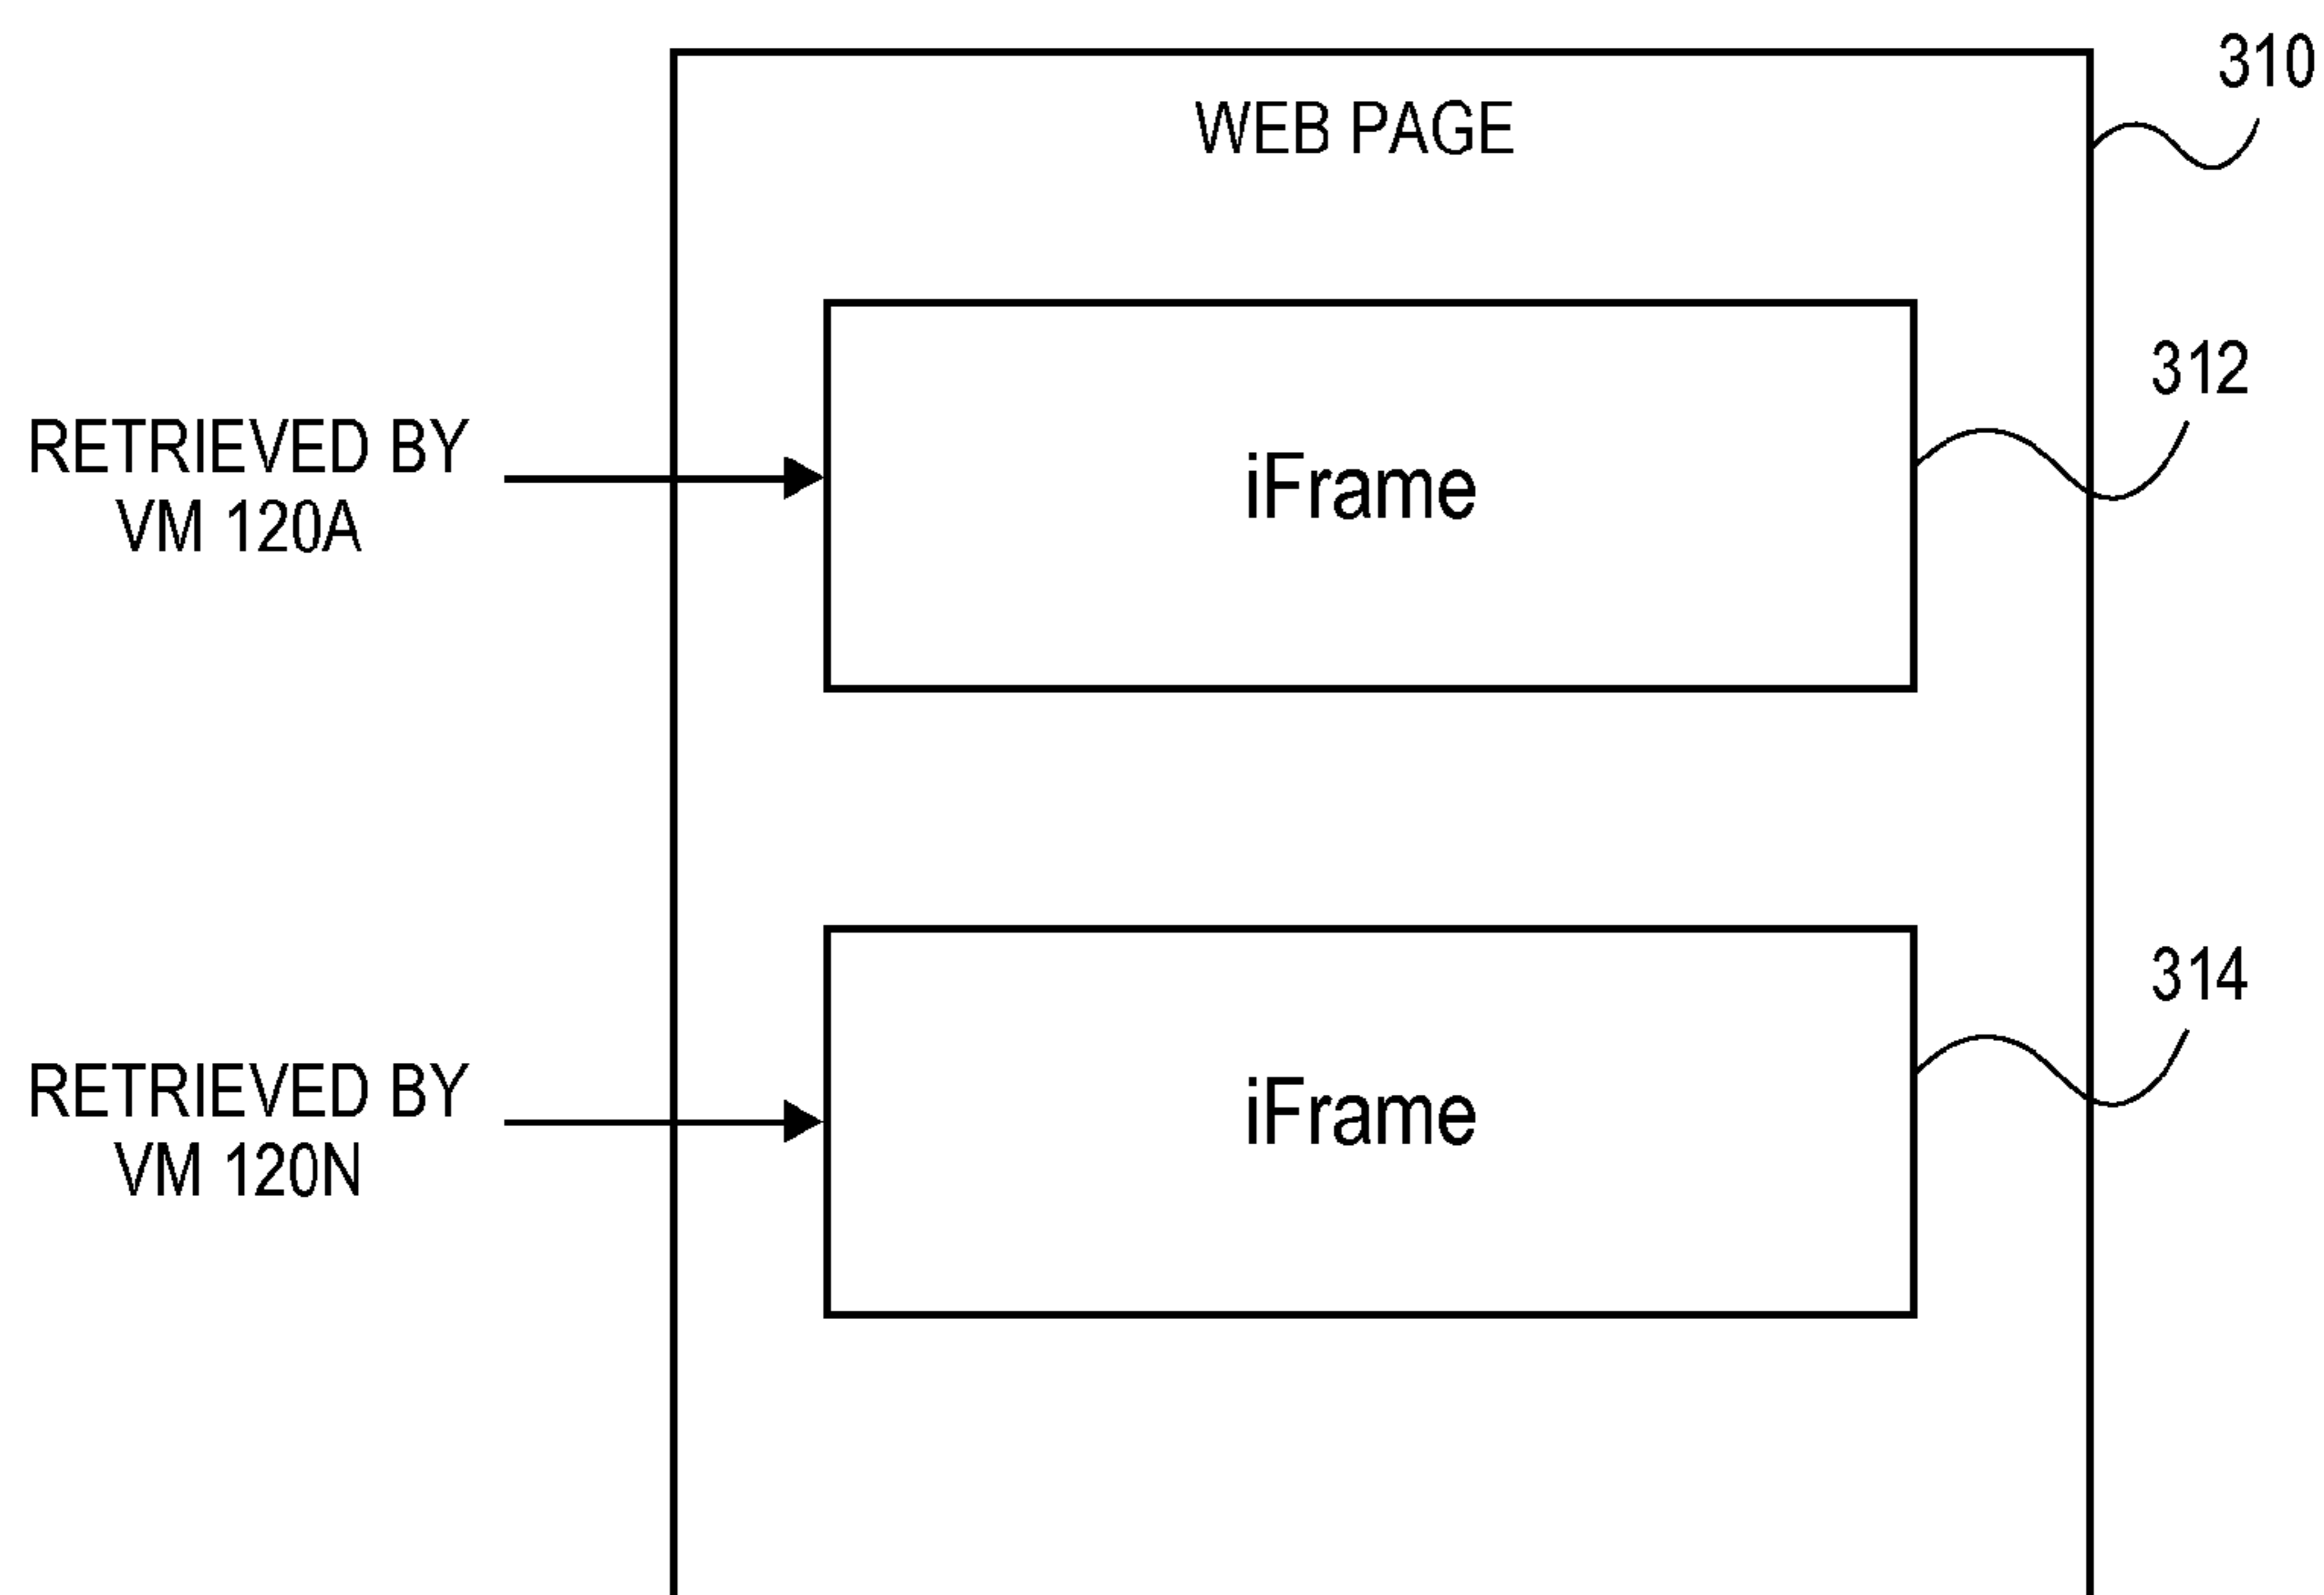 310
WEB PAGE
312
RETRIEVED BY
VM 120A
iFrame
314
RETRIEVED BY
VM 120N
iFrame